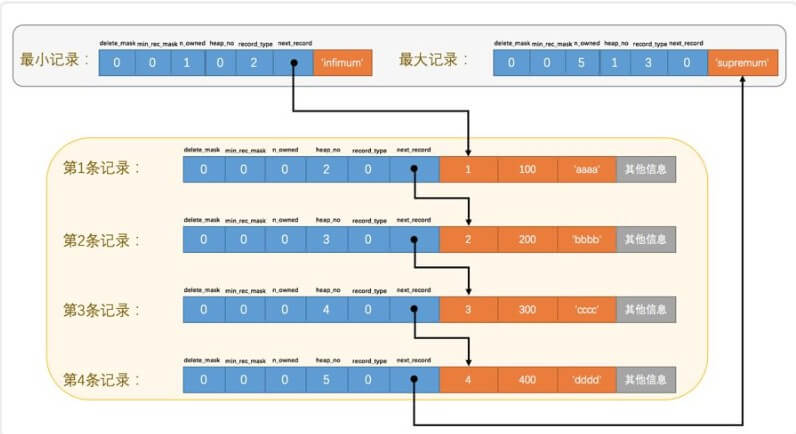 delete_mask min_rec_mask n_owned heap_no record_type next_record delete_mask min_rec_mask n_owned heap_no record_type next_record
最小记录： 0 0 1 0 2 'infimum' 最大记录： 0 0 5 1 3 0 'supremum'
delete_mask min_rec_mask n_owned heap_no record_type next_record
第1条记录： 0 0 0 2 0 1 100 'aaaa' 其他信息
delete_mask min_rec_mask n_owned heap_no record_type next_record
第2条记录： 0 0 0 3 0 2 200 'bbbb' 其他信息
delete_mask min_rec_mask n_owned heap_no record_type next_record
第3条记录： 0 0 0 4 0 3 300 'cccc' 其他信息
delete_mask min_rec_mask n_owned heap_no record_type next_record
第4条记录： 0 0 0 5 0 4 400 'dddd' 其他信息